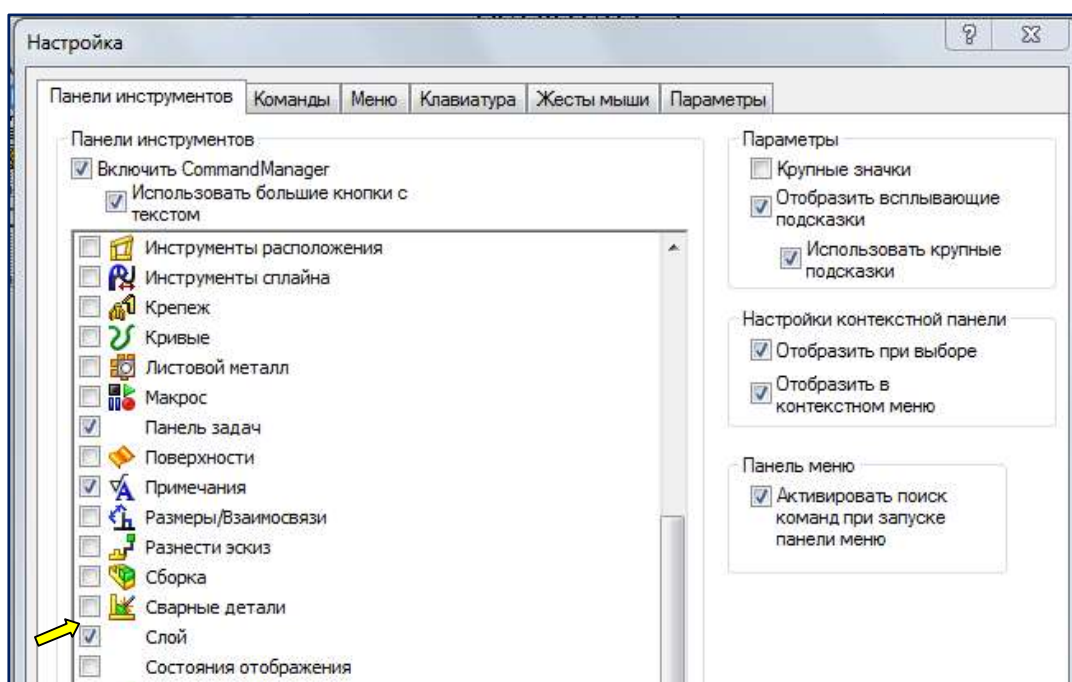 Настройка
Панели инструментов
Команды
Меню
Клавиатура
Жесты мыши
Параметры
Панели инструментов
Включить CommandManager
Использовать большие кнопки с
текстом
Инструменты расположения
Инструменты сплайна
Крепеж
Кривые
Листовой металл
Макрос
Панель задач
Поверхности
Примечания
Размеры/Взаимосвязи
Разнести эскиз
Сборка
Сварные детали
Слой
Состояния отображения
Параметры
Крупные значки
Отобразить всплывающие
подсказки
Использовать крупные
подсказки
Настройки контекстной панели
Отобразить при выборе
Отобразить в
контекстном меню
Панель меню
Активировать поиск
команд при запуске
панели меню